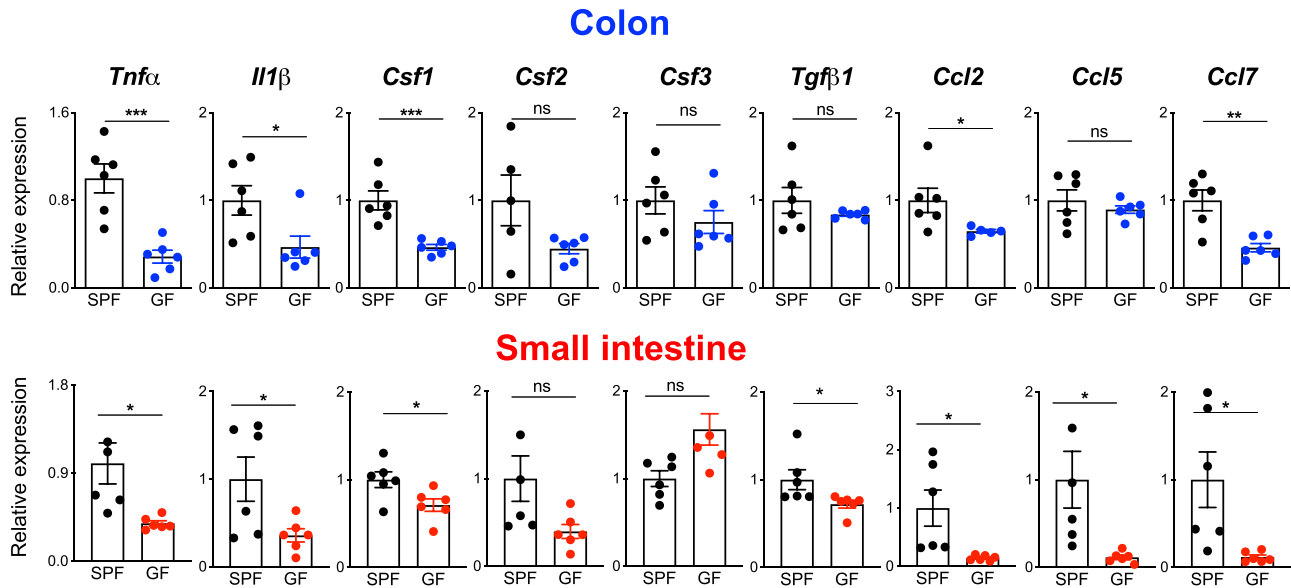 Colon
Tnfα Il1β Csf1 Csf2 Csf3 Tgfβ1 Ccl2 Ccl5 Ccl7
Relative expression
1.6 2 2 2 2 2 2 2 2
*** * *** ns ns ns * ns **
0.8 1 1 1 1 1 1 1 1
0.0 0 0 0 0 0 0 0 0
SPF GF SPF GF SPF GF SPF GF SPF GF SPF GF SPF GF SPF GF SPF GF
Small intestine
Relative expression
1.8 2 2 2 2 2 3 2 2
* * * ns ns * * * *
2
0.9 1 1 1 1 1 1 1 1
0.0 0 0 0 0 0 0 0 0
SPF GF SPF GF SPF GF SPF GF SPF GF SPF GF SPF GF SPF GF SPF GF